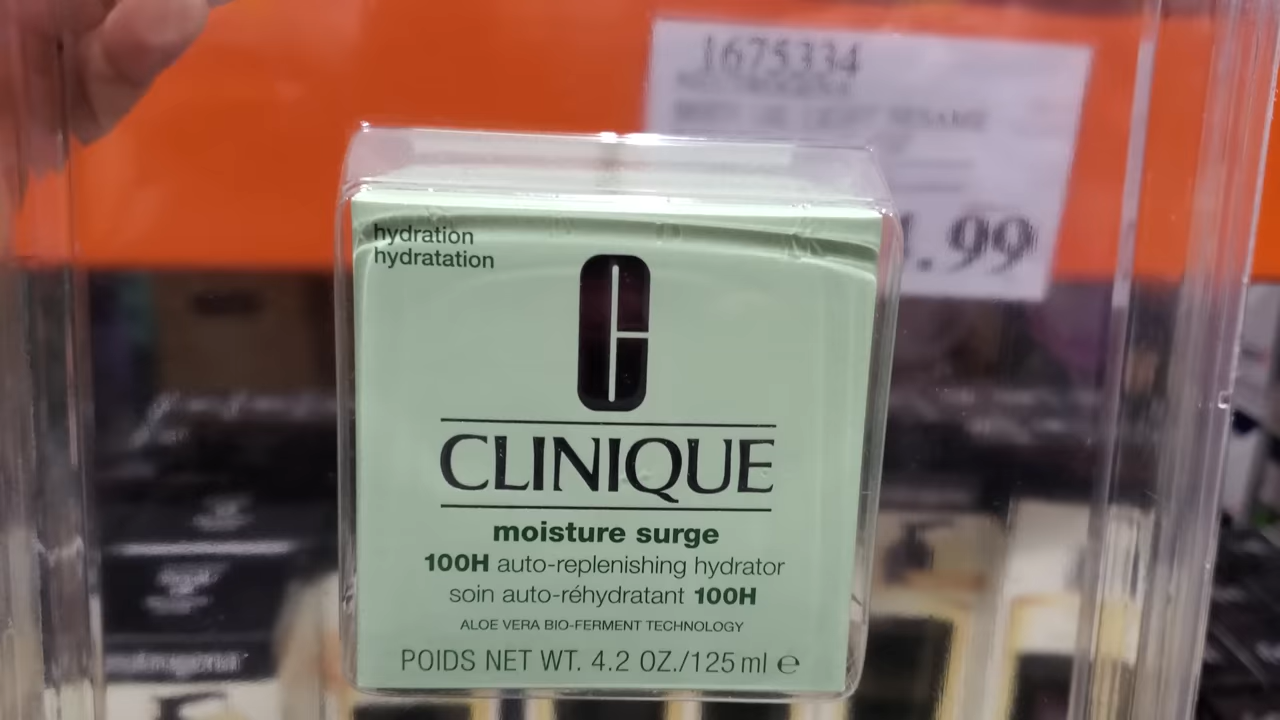 1675334
.99
hydration
hydratation
CLINIQUE
moisture surge
100H auto-replenishing hydrator
soin auto-réhydratant 100H
ALOE VERA BIO-FERMENT TECHNOLOGY
POIDS NET WT. 4.2 OZ./125 ml ℮